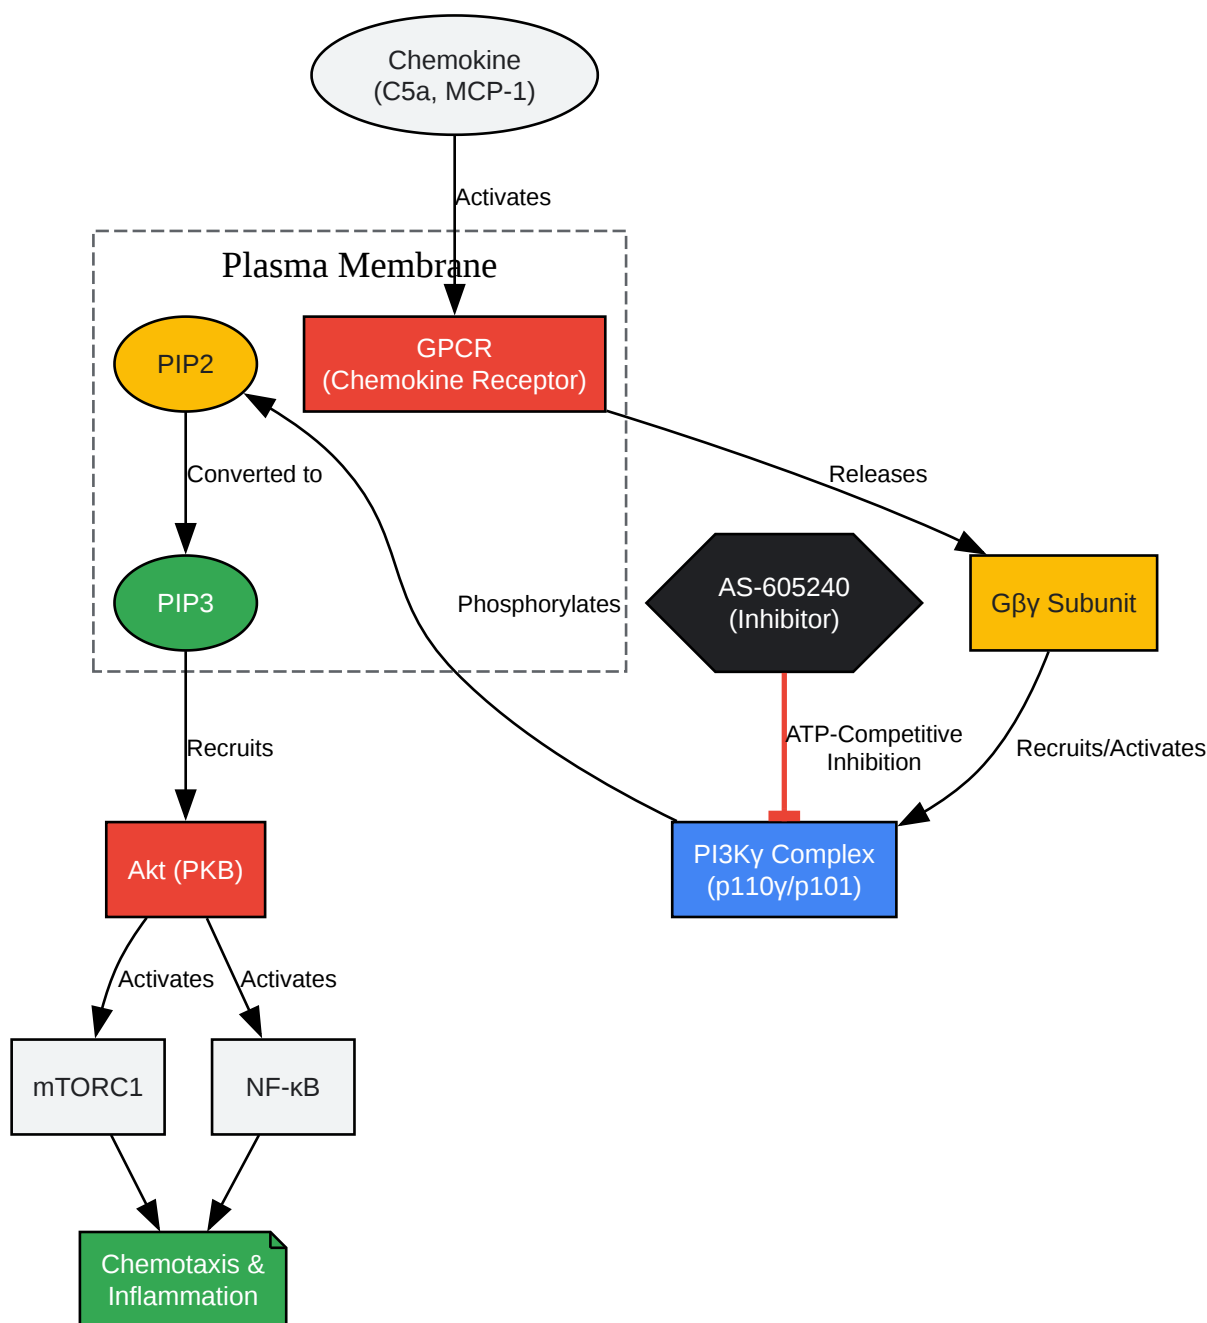 Chemokine
(C5a, MCP-1)
Activates
Plasma Membrane
PIP2
GPCR
(Chemokine Receptor)
Converted to
Releases
PIP3
Phosphorylates
AS-605240
(Inhibitor)
Gβγ Subunit
Recruits
ATP-Competitive
Inhibition
Recruits/Activates
Akt (PKB)
PI3Kγ Complex
(p110γ/p101)
Activates
Activates
mTORC1
NF-κB
Chemotaxis &
Inflammation